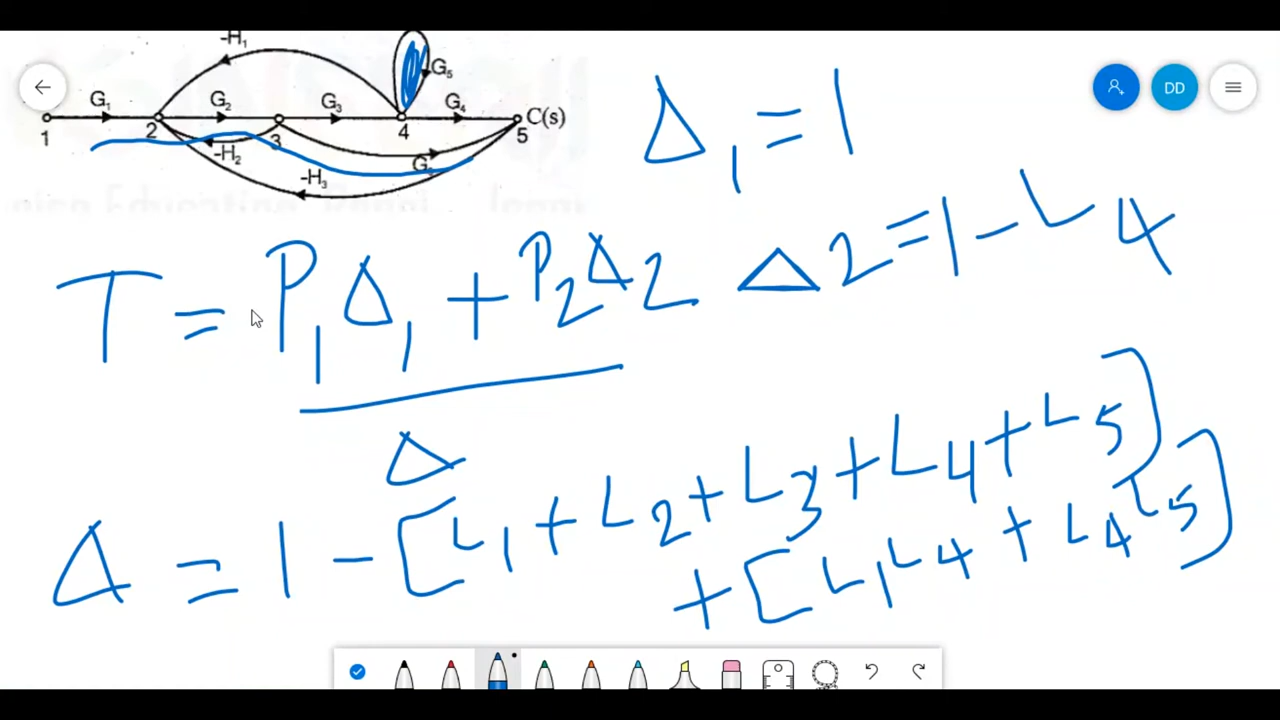 -H₁
G₅
G₁ G₂ G₃ G₄ C(s)
1 2 3 4 5
-H₂
-H₃
DD
Δ₁ = 1
Δ2 = 1 - L4
T = P₁Δ₁ + P₂Δ2
Δ
Δ = 1 - [L₁ + L₂ + L₃ + L₄ + L₅]
+ [L₁L₄ + L₄L₅]